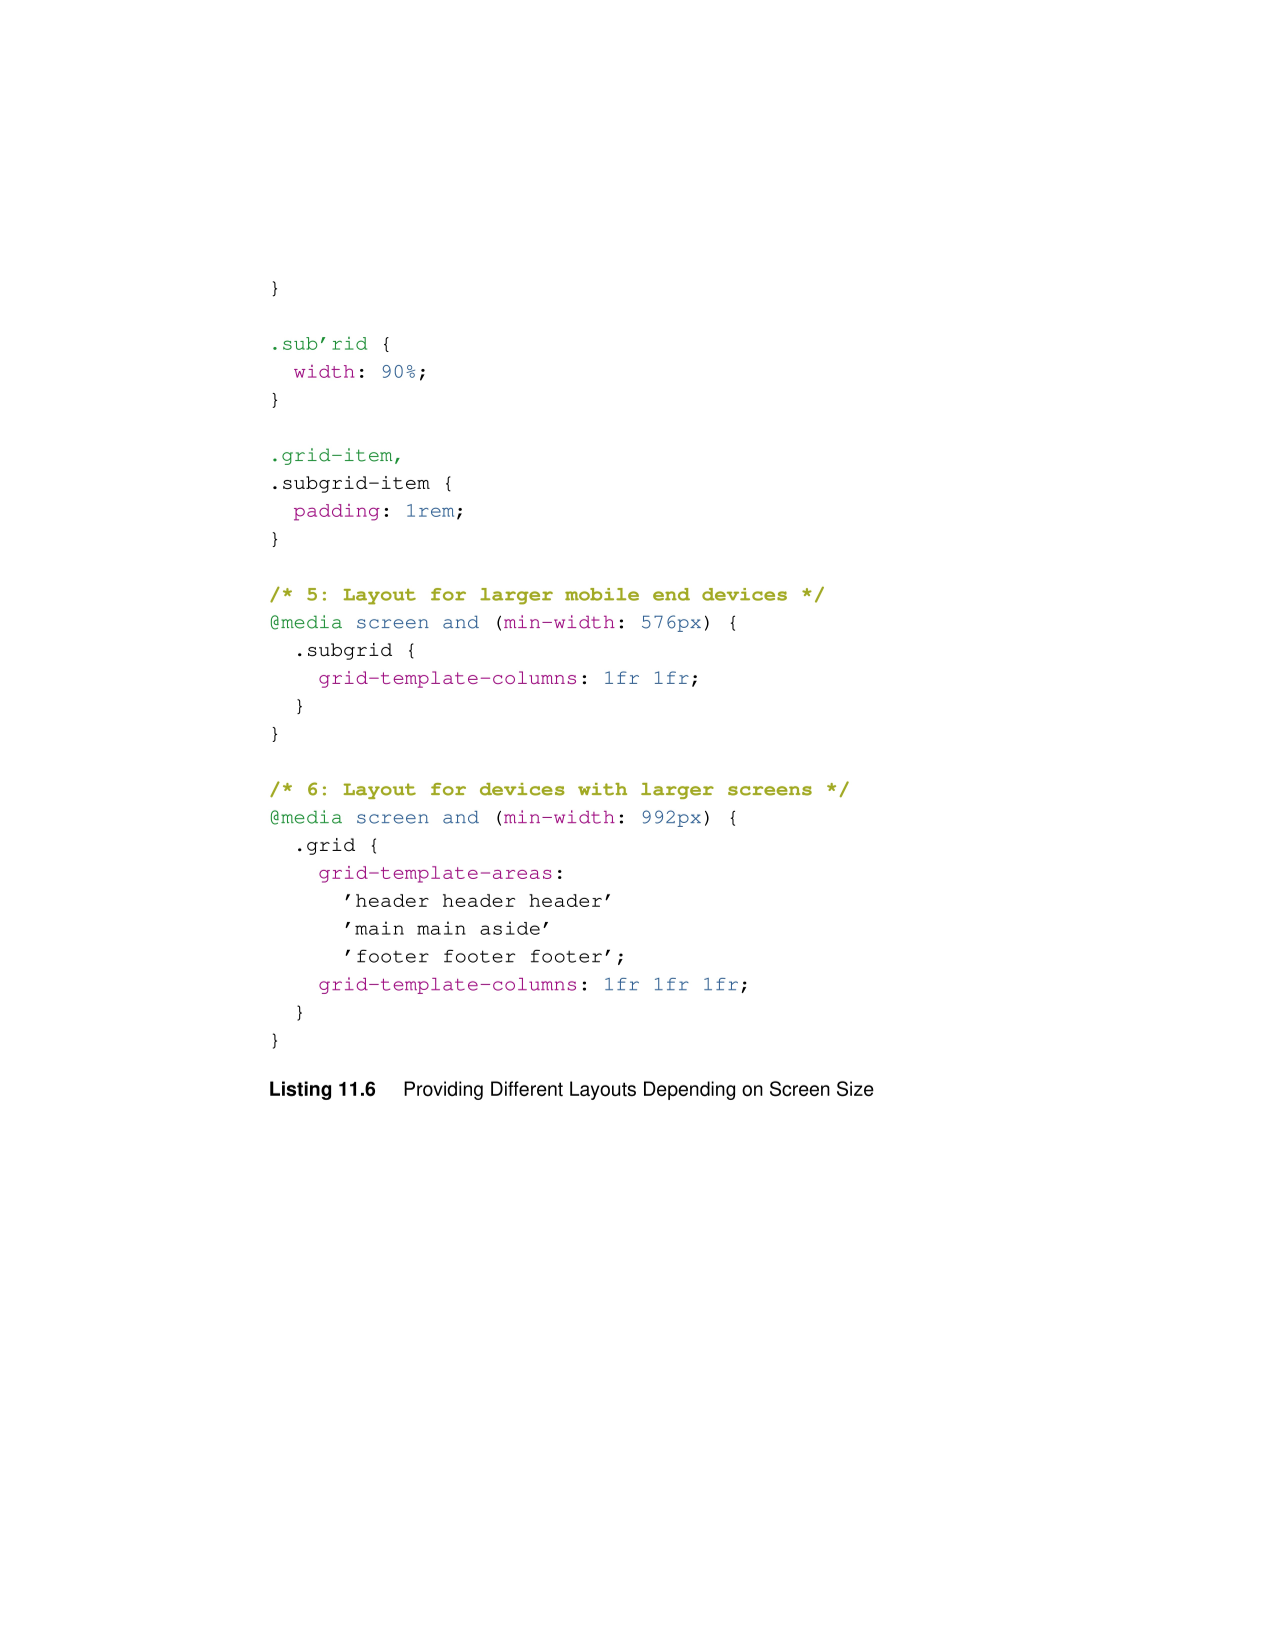 }
.sub’rid {
width: 90%;
}
.grid-item,
.subgrid-item {
padding: 1rem;
}
/* 5: Layout for larger mobile end devices */
@media screen and (min-width: 576px) {
.subgrid {
grid-template-columns: 1fr 1fr;
}
}
/* 6: Layout for devices with larger screens */
@media screen and (min-width: 992px) {
.grid {
grid-template-areas:
’header header header’
’main main aside’
’footer footer footer’;
grid-template-columns: 1fr 1fr 1fr;
}
}
Listing 11.6 Providing Different Layouts Depending on Screen Size